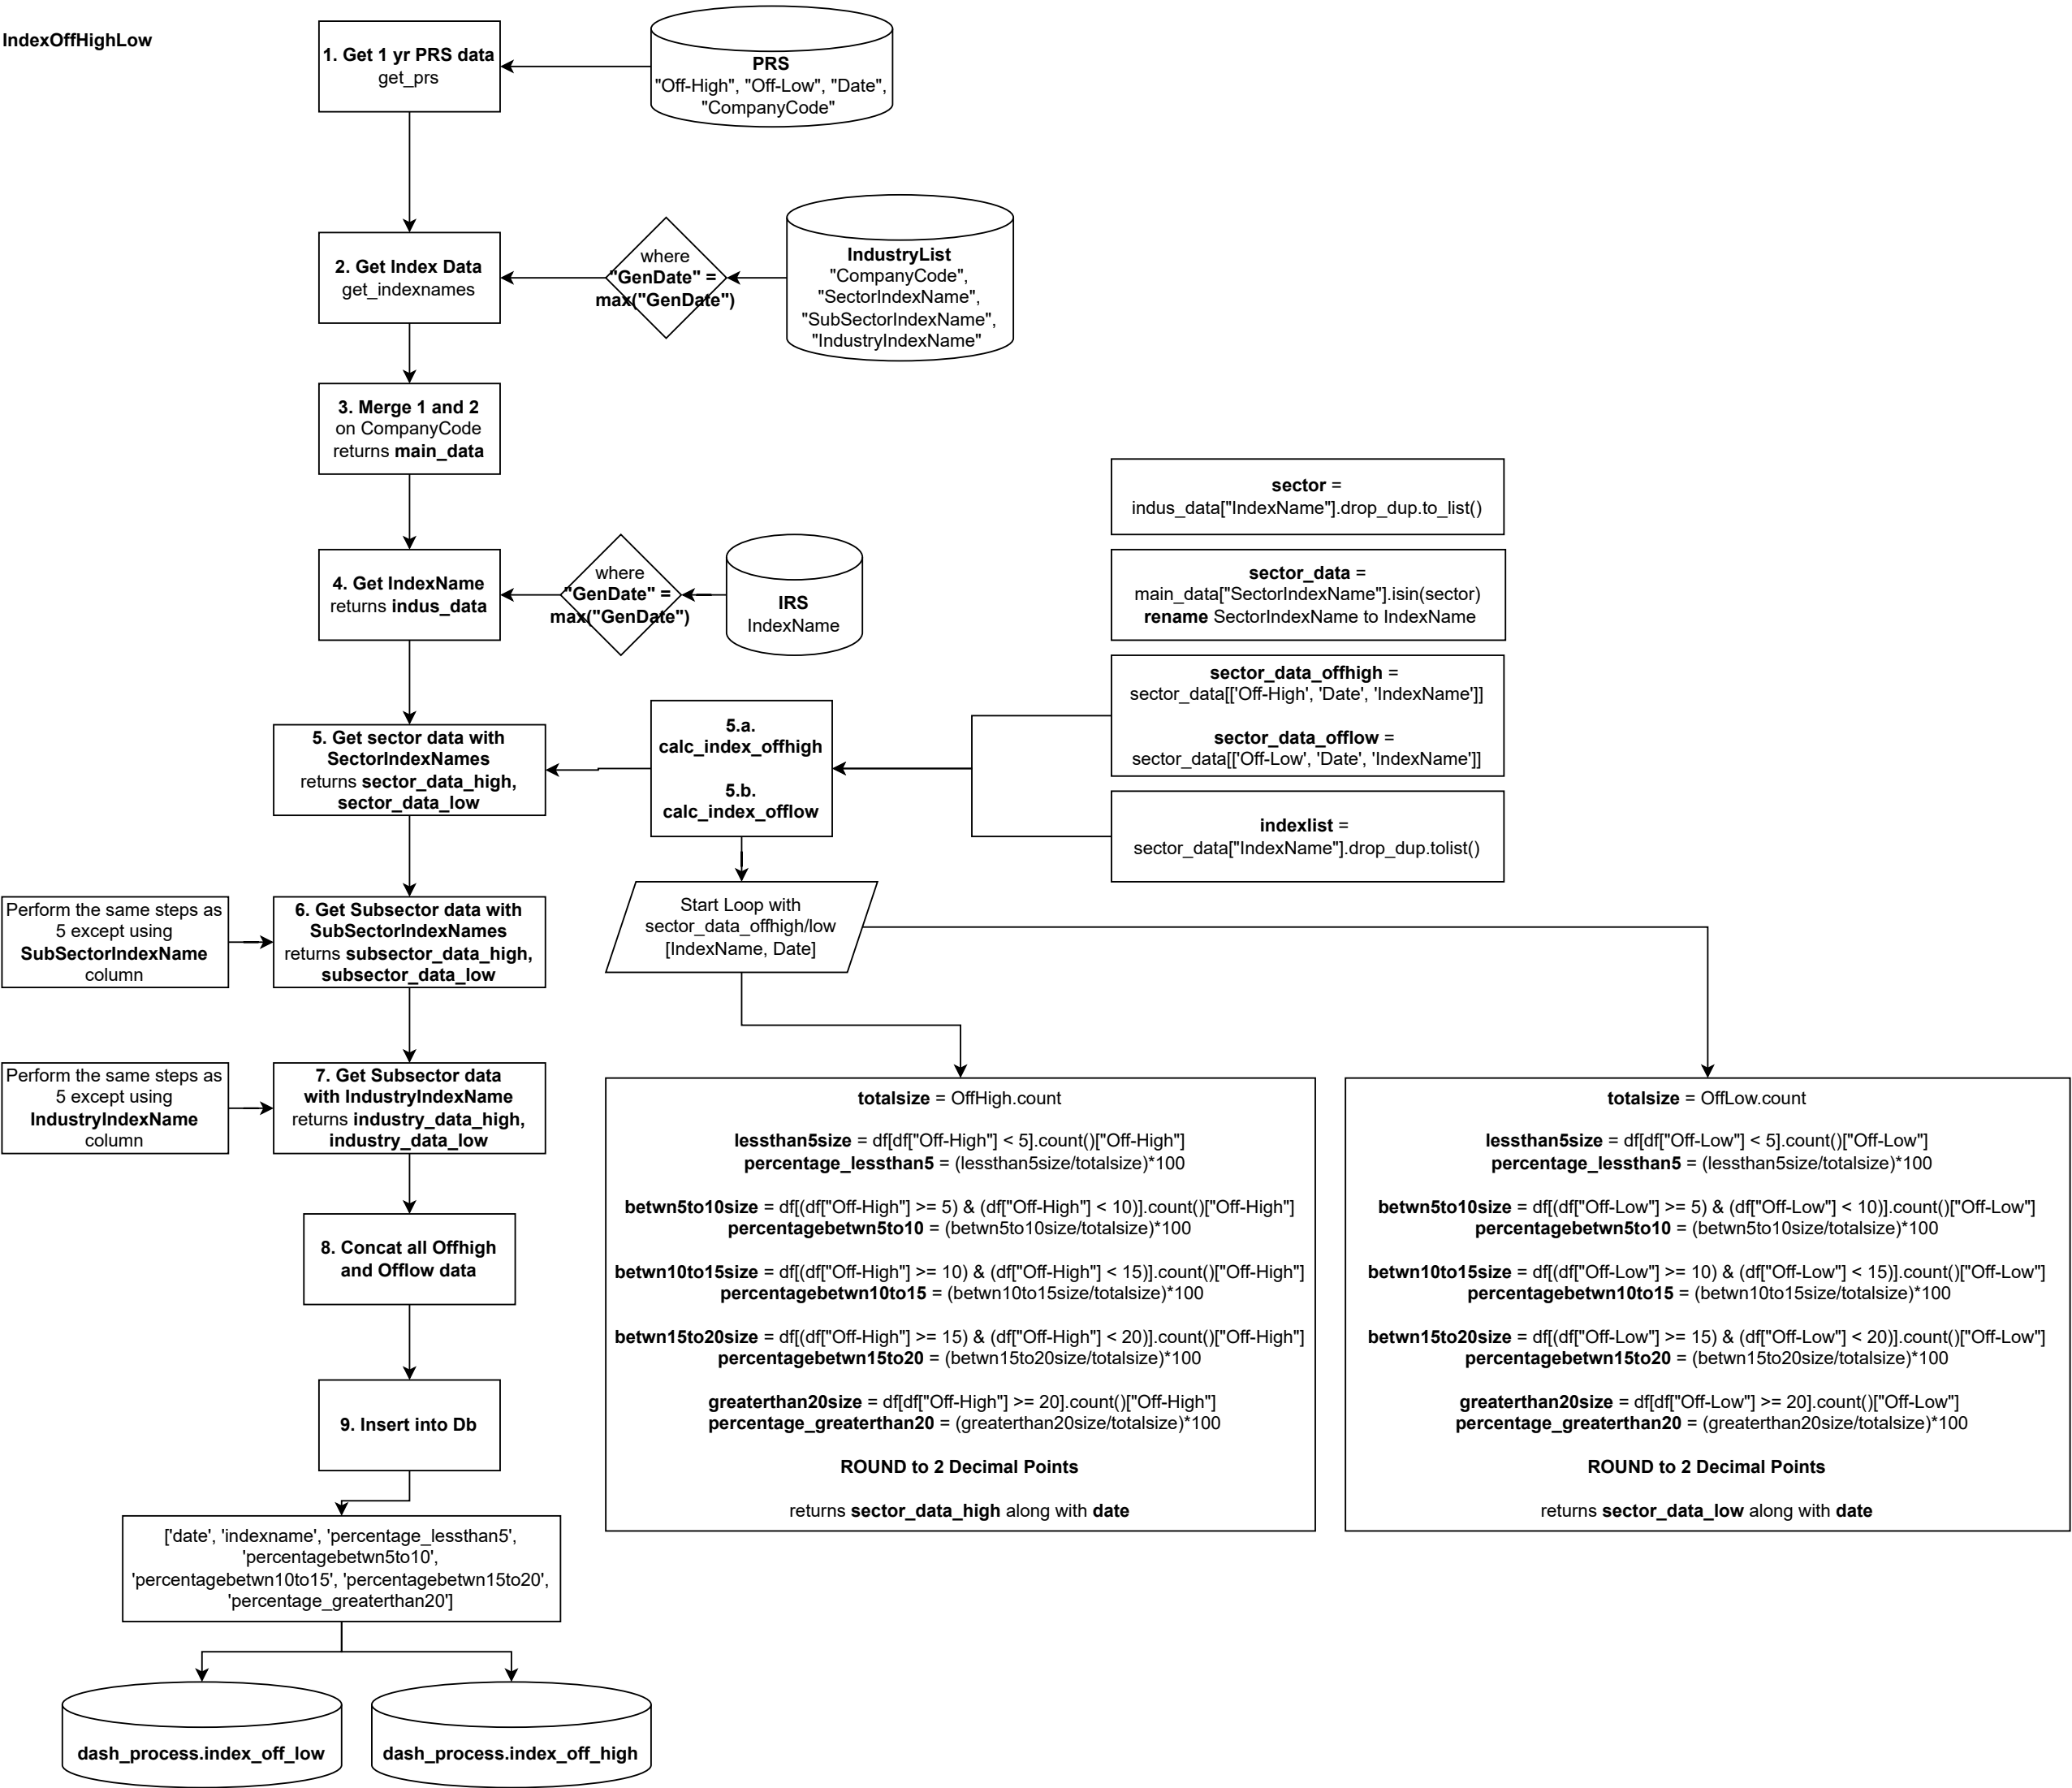 IndexOffHighLow
1. Get 1 yr PRS data
get_prs
PRS
"Off-High", "Off-Low", "Date",
"CompanyCode"
2. Get Index Data
get_indexnames
where
"GenDate" =
max("GenDate")
IndustryList
"CompanyCode",
"SectorIndexName",
"SubSectorIndexName",
"IndustryIndexName"
3. Merge 1 and 2
on CompanyCode
returns main_data
4. Get IndexName
returns indus_data
where
"GenDate" =
max("GenDate")
IRS
IndexName
sector =
indus_data["IndexName"].drop_dup.to_list()
sector_data =
main_data["SectorIndexName"].isin(sector)
rename SectorIndexName to IndexName
sector_data_offhigh =
sector_data[['Off-High', 'Date', 'IndexName']]
sector_data_offlow =
sector_data[['Off-Low', 'Date', 'IndexName']]
indexlist =
sector_data["IndexName"].drop_dup.tolist()
5. Get sector data with
SectorIndexNames
returns sector_data_high,
sector_data_low
5.a.
calc_index_offhigh
5.b.
calc_index_offlow
Start Loop with
sector_data_offhigh/low
[IndexName, Date]
Perform the same steps as
5 except using
SubSectorIndexName
column
6. Get Subsector data with
SubSectorIndexNames
returns subsector_data_high,
subsector_data_low
Perform the same steps as
5 except using
IndustryIndexName
column
7. Get Subsector data
with IndustryIndexName
returns industry_data_high,
industry_data_low
8. Concat all Offhigh
and Offlow data
9. Insert into Db
['date', 'indexname', 'percentage_lessthan5',
'percentagebetwn5to10',
'percentagebetwn10to15', 'percentagebetwn15to20',
'percentage_greaterthan20']
dash_process.index_off_low
dash_process.index_off_high
totalsize = OffHigh.count
lessthan5size = df[df["Off-High"] < 5].count()["Off-High"]
percentage_lessthan5 = (lessthan5size/totalsize)*100
betwn5to10size = df[(df["Off-High"] >= 5) & (df["Off-High"] < 10)].count()["Off-High"]
percentagebetwn5to10 = (betwn5to10size/totalsize)*100
betwn10to15size = df[(df["Off-High"] >= 10) & (df["Off-High"] < 15)].count()["Off-High"]
percentagebetwn10to15 = (betwn10to15size/totalsize)*100
betwn15to20size = df[(df["Off-High"] >= 15) & (df["Off-High"] < 20)].count()["Off-High"]
percentagebetwn15to20 = (betwn15to20size/totalsize)*100
greaterthan20size = df[df["Off-High"] >= 20].count()["Off-High"]
percentage_greaterthan20 = (greaterthan20size/totalsize)*100
ROUND to 2 Decimal Points
returns sector_data_high along with date
totalsize = OffLow.count
lessthan5size = df[df["Off-Low"] < 5].count()["Off-Low"]
percentage_lessthan5 = (lessthan5size/totalsize)*100
betwn5to10size = df[(df["Off-Low"] >= 5) & (df["Off-Low"] < 10)].count()["Off-Low"]
percentagebetwn5to10 = (betwn5to10size/totalsize)*100
betwn10to15size = df[(df["Off-Low"] >= 10) & (df["Off-Low"] < 15)].count()["Off-Low"]
percentagebetwn10to15 = (betwn10to15size/totalsize)*100
betwn15to20size = df[(df["Off-Low"] >= 15) & (df["Off-Low"] < 20)].count()["Off-Low"]
percentagebetwn15to20 = (betwn15to20size/totalsize)*100
greaterthan20size = df[df["Off-Low"] >= 20].count()["Off-Low"]
percentage_greaterthan20 = (greaterthan20size/totalsize)*100
ROUND to 2 Decimal Points
returns sector_data_low along with date